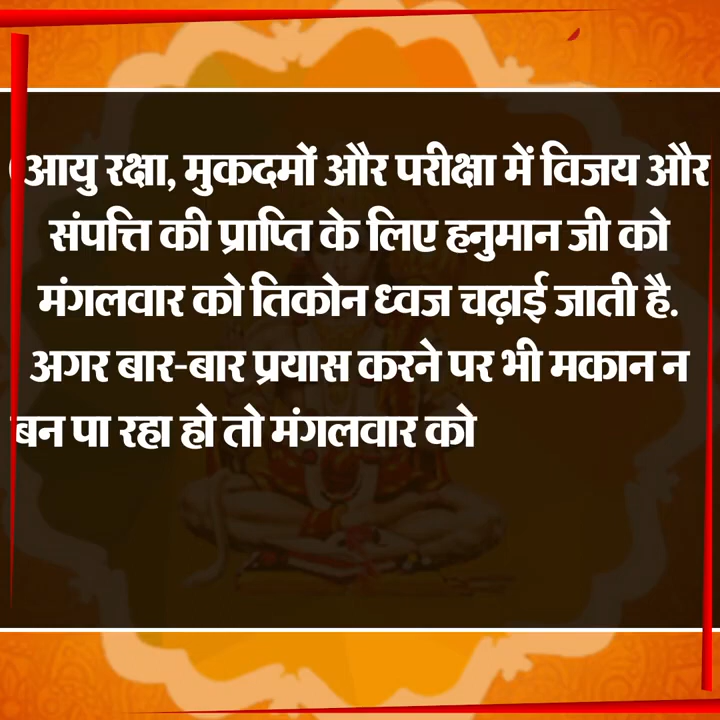 आयु रक्षा, मुकदमों और परीक्षा में विजय और
संपत्ति की प्राप्ति के लिए हनुमान जी को
मंगलवार को तिकोन ध्वज चढ़ाई जाती है.
अगर बार-बार प्रयास करने पर भी मकान न
बन पा रहा हो तो मंगलवार को